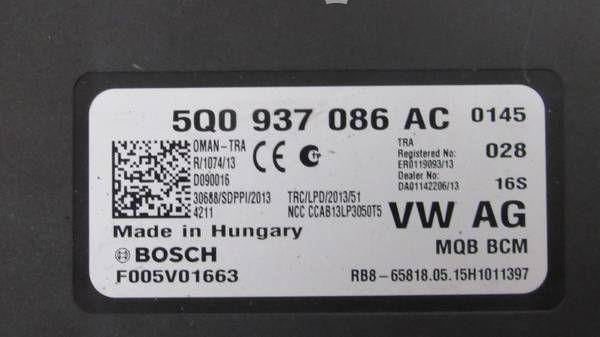 5Q0 937 086 AC 0145
OMAN-TRA
R/1074/13
D090016
CE
TRA
Registered No:
ER0119093/13
Dealer No:
DA01142206/13
028
16S
30688/SDPPI/2013
4211
TRC/LPD/2013/51
NCC CCAB13LP3050T5
VW AG
Made in Hungary
MQB BCM
BOSCH
F005V01663
RB8-65818.05.15H1011397